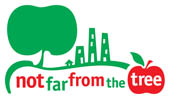 not far from the tree